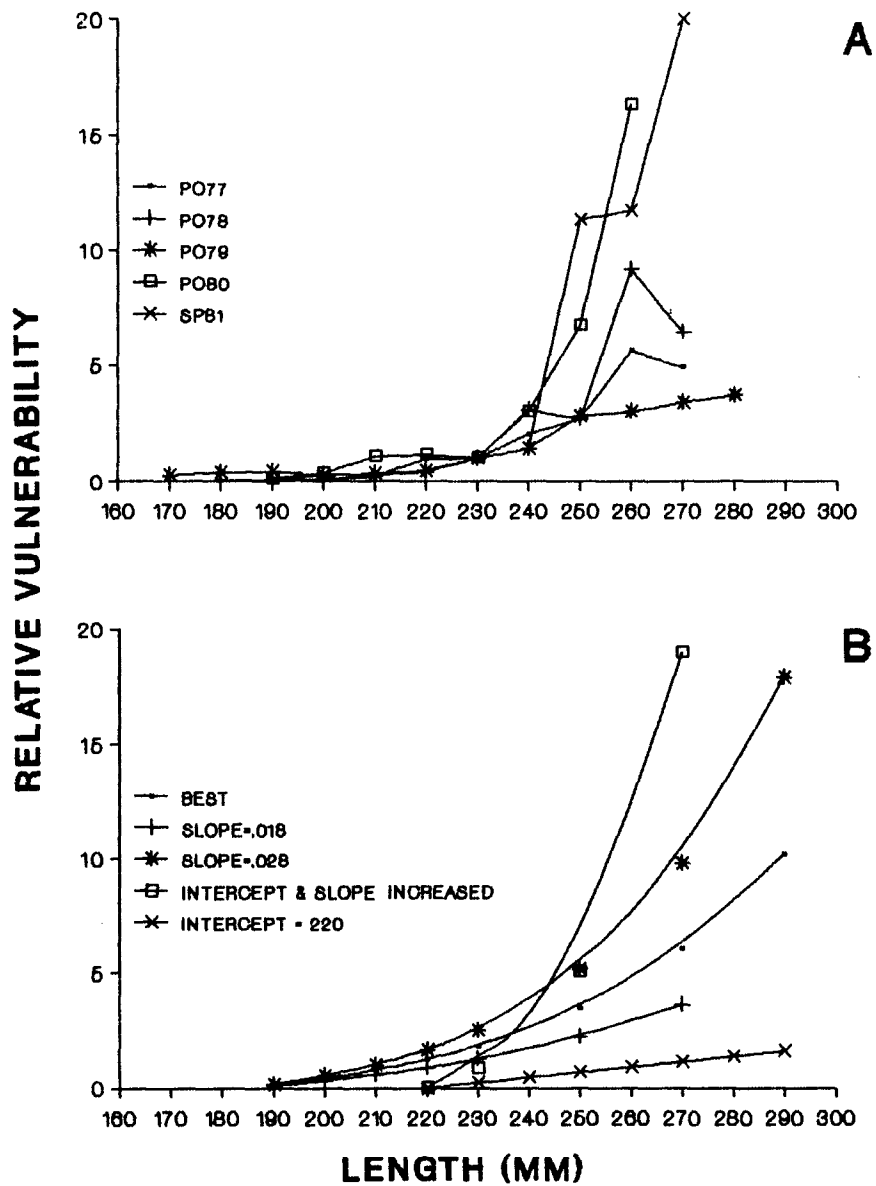 A
20
15
10
5
0
PO77
PO78
PO79
PO80
SP81
160 170 180 190 200 210 220 230 240 250 260 270 280 290 300
RELATIVE VULNERABILITY
B
20
15
10
5
0
BEST
SLOPE=.018
SLOPE=.028
INTERCEPT & SLOPE INCREASED
INTERCEPT = 220
160 170 180 190 200 210 220 230 240 250 260 270 280 290 300
LENGTH (MM)